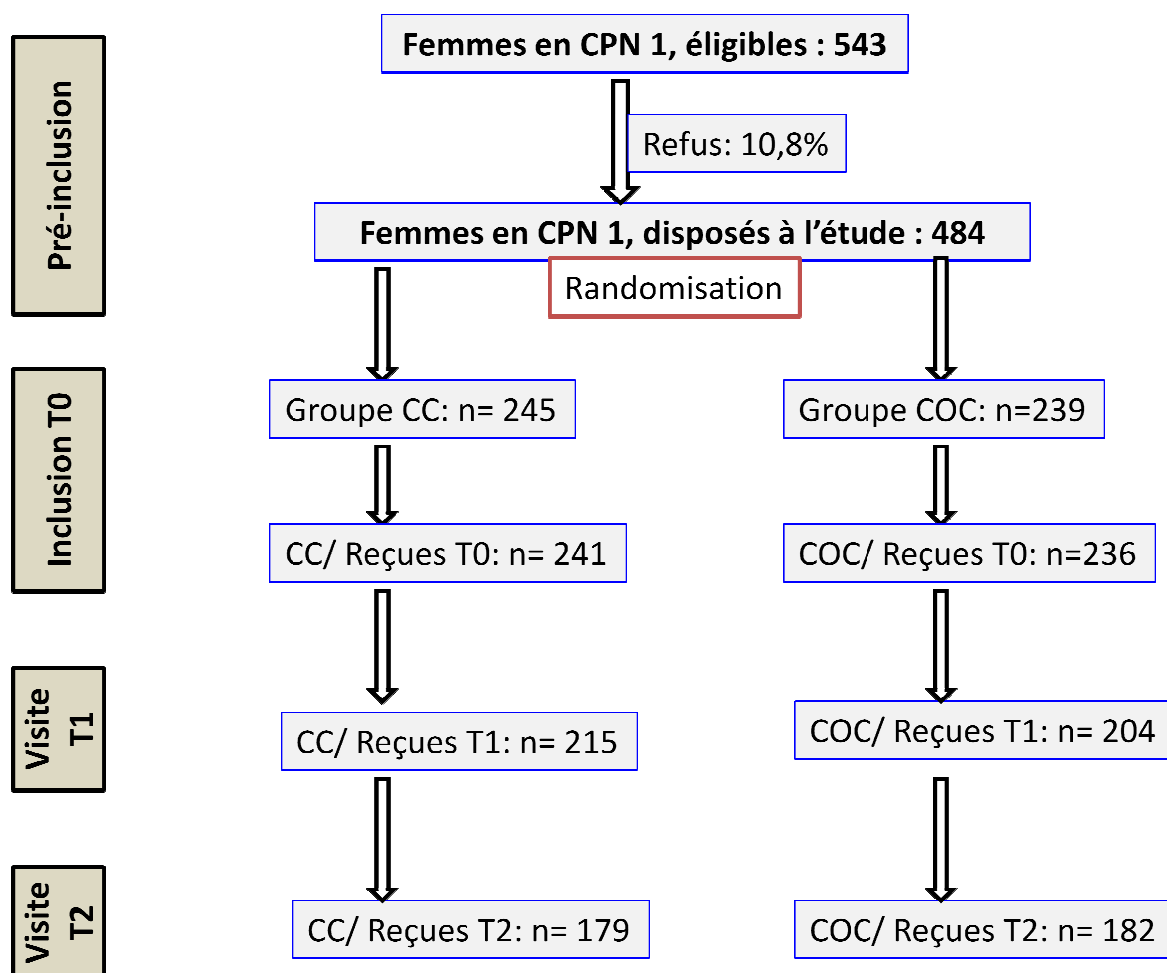 Pré-inclusion
Femmes en CPN 1, éligibles : 543
Refus: 10,8%
Femmes en CPN 1, disposés à l’étude : 484
Randomisation
Inclusion T0
Groupe CC: n= 245
Groupe COC: n=239
CC/ Reçues T0: n= 241
COC/ Reçues T0: n=236
Visite
T1
CC/ Reçues T1: n= 215
COC/ Reçues T1: n= 204
Visite
T2
CC/ Reçues T2: n= 179
COC/ Reçues T2: n= 182